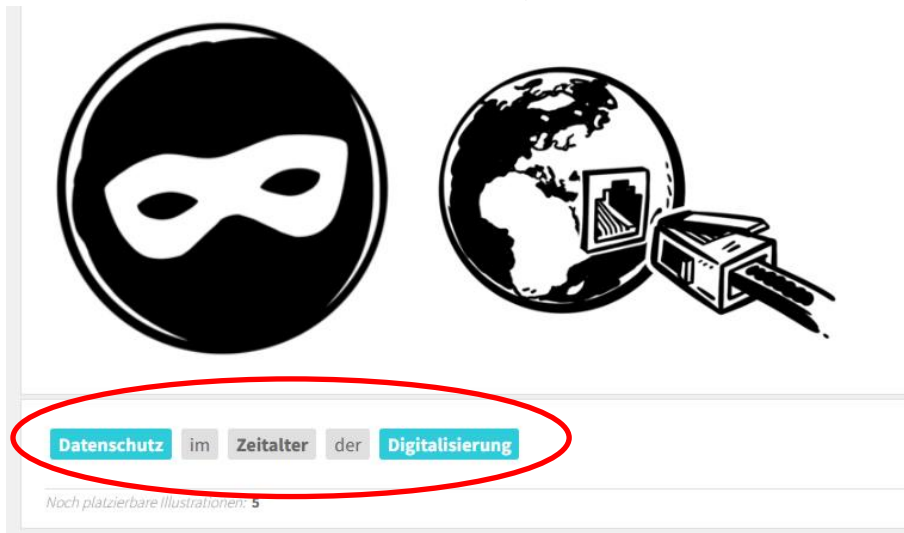 Datenschutz im Zeitalter der Digitalisierung
Noch platzierbare Illustrationen: 5